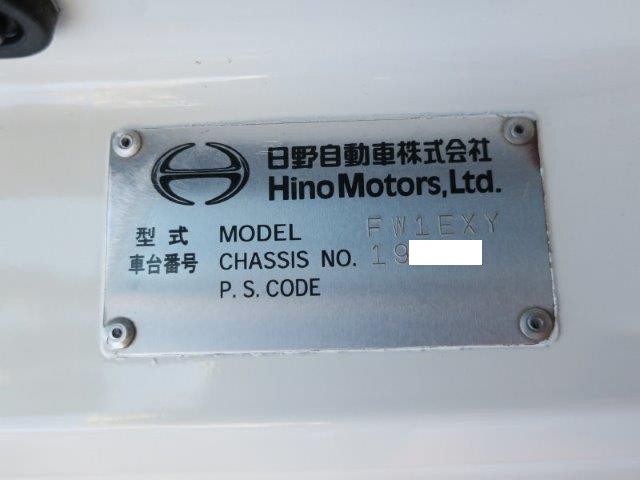 日野自動車株式会社
Hino Motors, Ltd.
型式 MODEL FW1EXY
車台番号 CHASSIS NO. 19
P. S. CODE